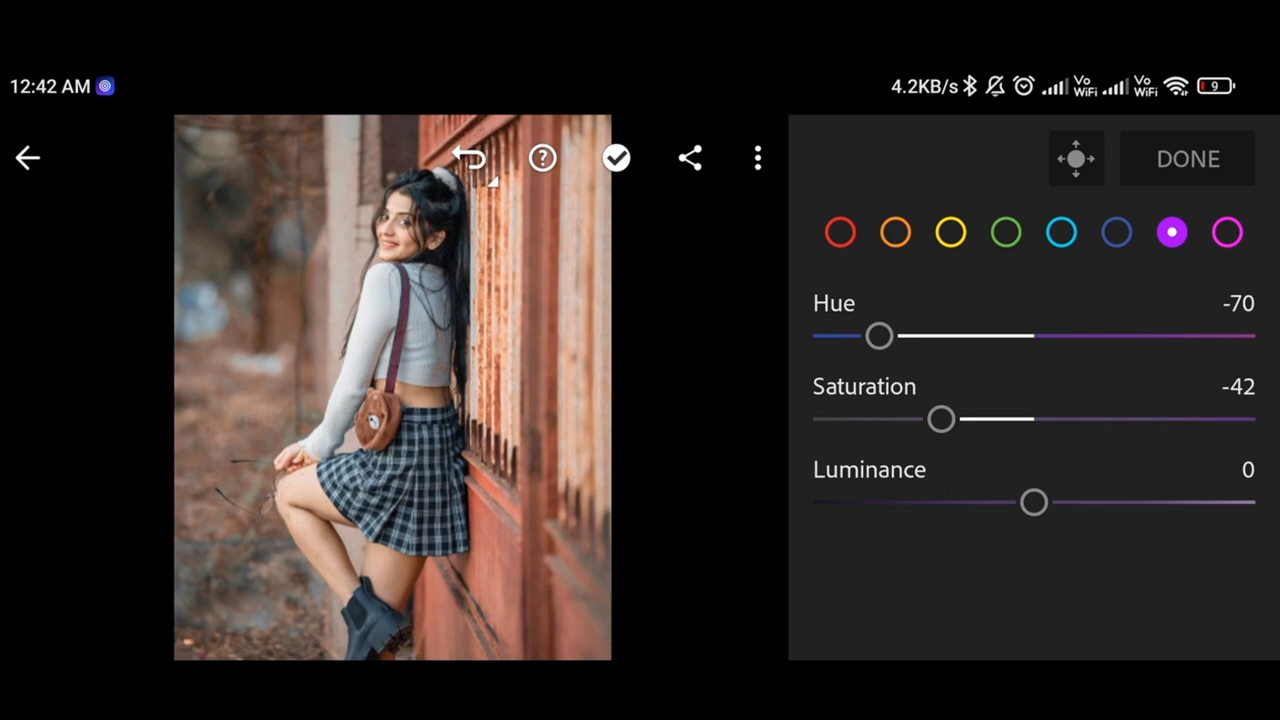 12:42 AM
4.2KB/s Vo WiFi Vo WiFi 9
DONE
Hue -70
Saturation -42
Luminance 0